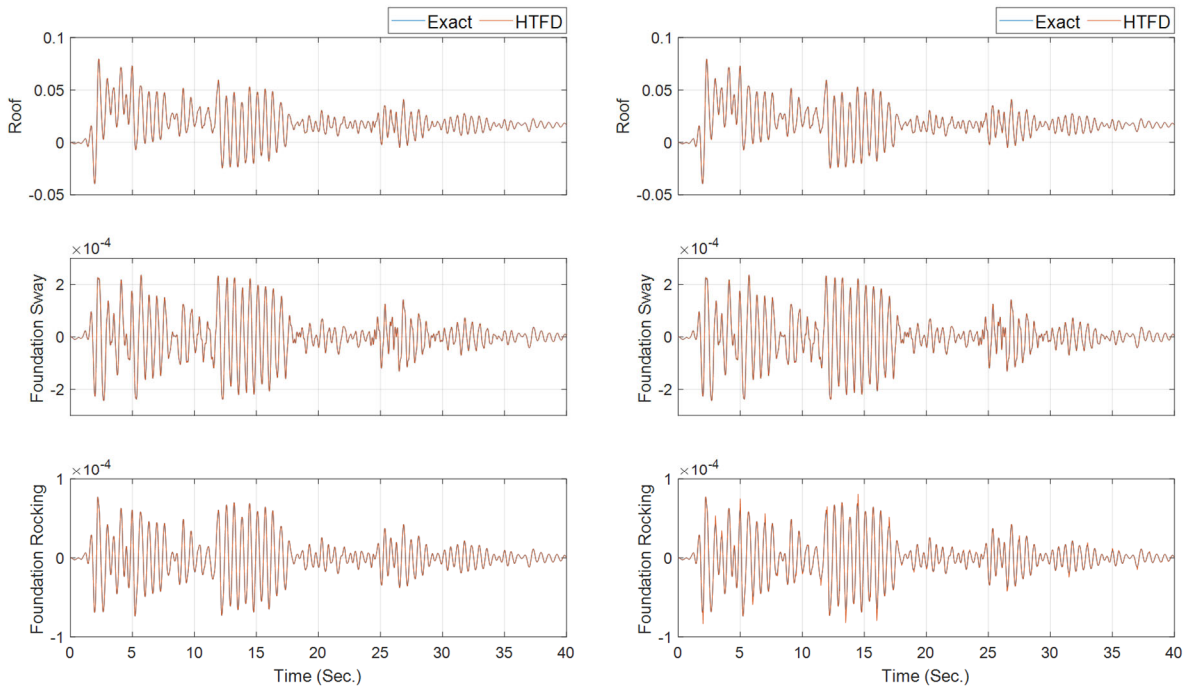 Exact HTFD
0.1
0.05
0
-0.05
Roof
×10-4
2
0
-2
Foundation Sway
×10-4
1
0
-1
Foundation Rocking
0 5 10 15 20 25 30 35 40
Time (Sec.)
Exact HTFD
0.1
0.05
0
-0.05
Roof
×10-4
2
0
-2
Foundation Sway
×10-4
1
0
-1
Foundation Rocking
0 5 10 15 20 25 30 35 40
Time (Sec.)